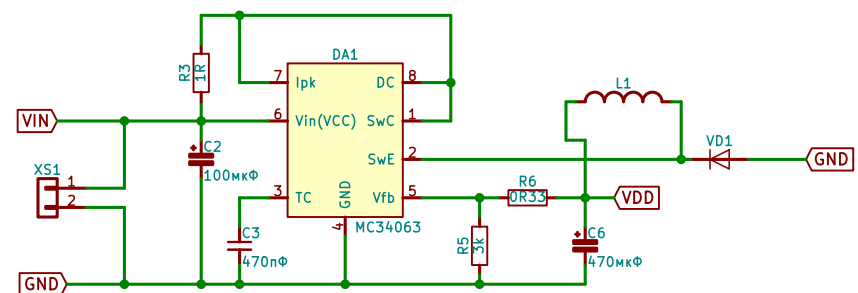 DA1
R3
1R
7
Ipk
DC
8
L1
VIN
6
Vin(VCC)
SwC
1
C2
100мкФ
SwE
2
VD1
GND
XS1
1
2
3
TC
GND
Vfb
5
R6
0R33
VDD
4
MC34063
C3
470пФ
R5
3k
C6
470мкФ
GND